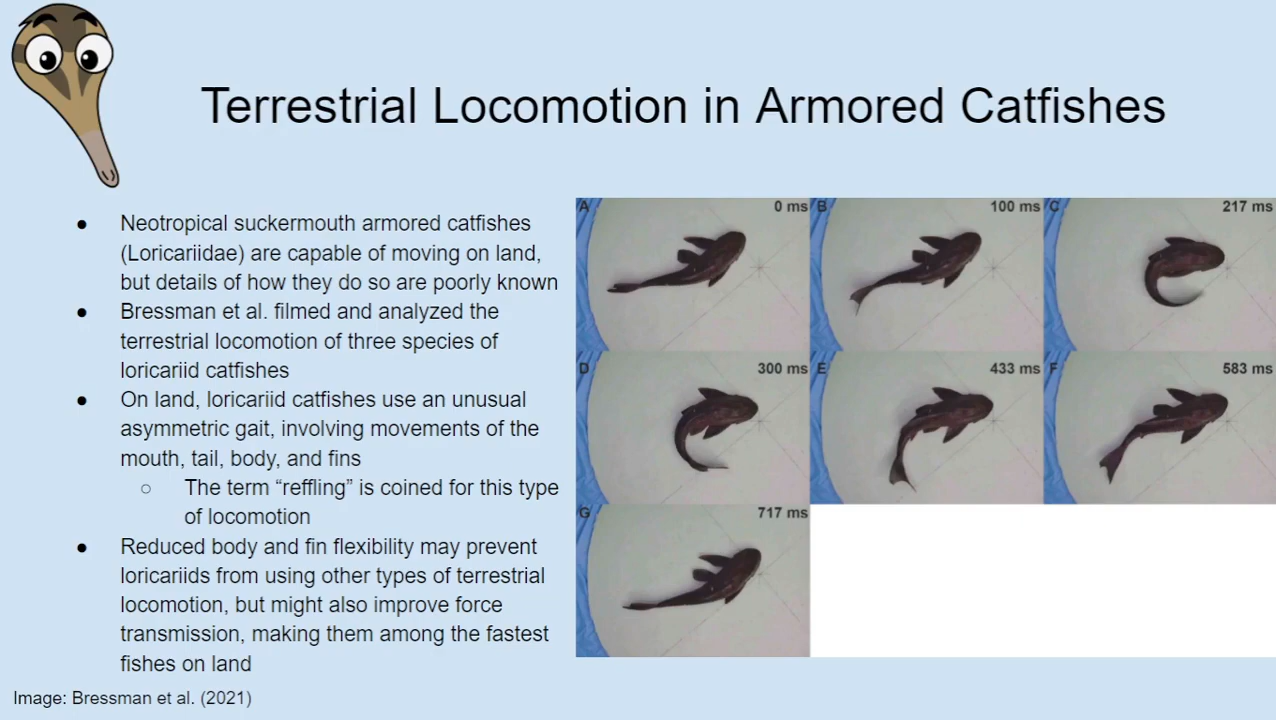 Terrestrial Locomotion in Armored Catfishes
● Neotropical suckermouth armored catfishes
(Loricariidae) are capable of moving on land,
but details of how they do so are poorly known
● Bressman et al. filmed and analyzed the
terrestrial locomotion of three species of
loricariid catfishes
● On land, loricariid catfishes use an unusual
asymmetric gait, involving movements of the
mouth, tail, body, and fins
○ The term “reffling” is coined for this type
of locomotion
● Reduced body and fin flexibility may prevent
loricariids from using other types of terrestrial
locomotion, but might also improve force
transmission, making them among the fastest
fishes on land
A 0 ms
B 100 ms
C 217 ms
D 300 ms
E 433 ms
F 583 ms
G 717 ms
Image: Bressman et al. (2021)